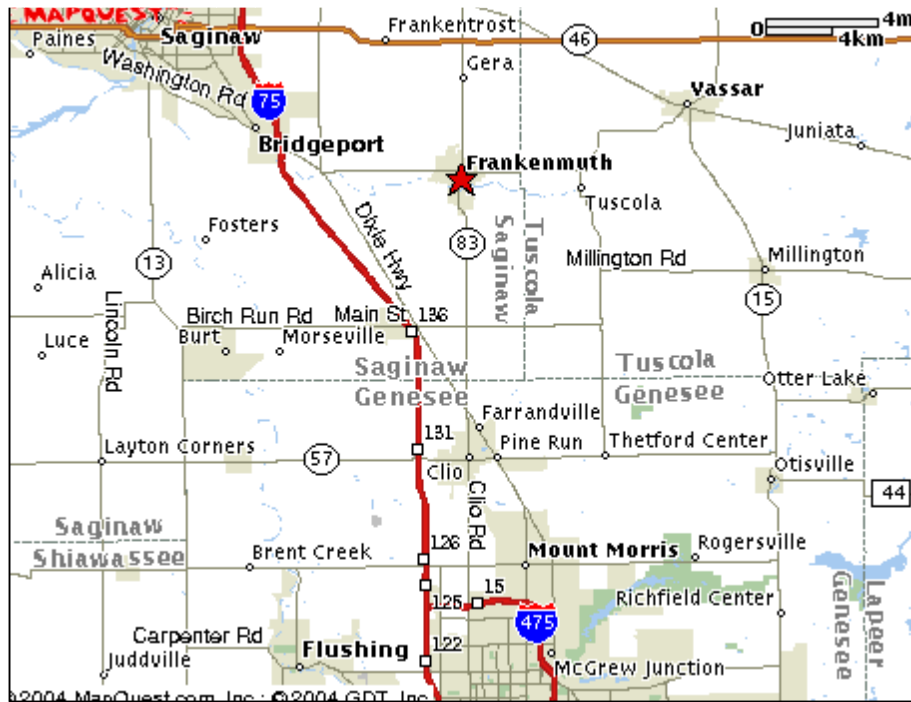 MAPQUEST
Saginaw
Frankentrost
46
0
4m
4km
Paines
Washington Rd
Gera
75
Vassar
Bridgeport
Juniata
Frankenmuth
Tuscola
Dixie Hwy
Saginaw
Tuscola
Fosters
83
13
Millington Rd
Millington
Alicia
Lincoln Rd
15
Birch Run Rd
Main St
136
Luce
Burt
Morseville
Saginaw
Genesee
Tuscola
Genesee
Otter Lake
Farrandville
131
Layton Corners
57
Clio
Pine Run
Thetford Center
Otisville
Clio Rd
44
Saginaw
Shiawassee
126
Brent Creek
Mount Morris
Rogersville
125
15
Richfield Center
Genesee
Lapeer
475
Carpenter Rd
Flushing
122
Juddville
McGrew Junction
©2004 MapQuest.com, Inc.; © 2004 GDT, Inc.